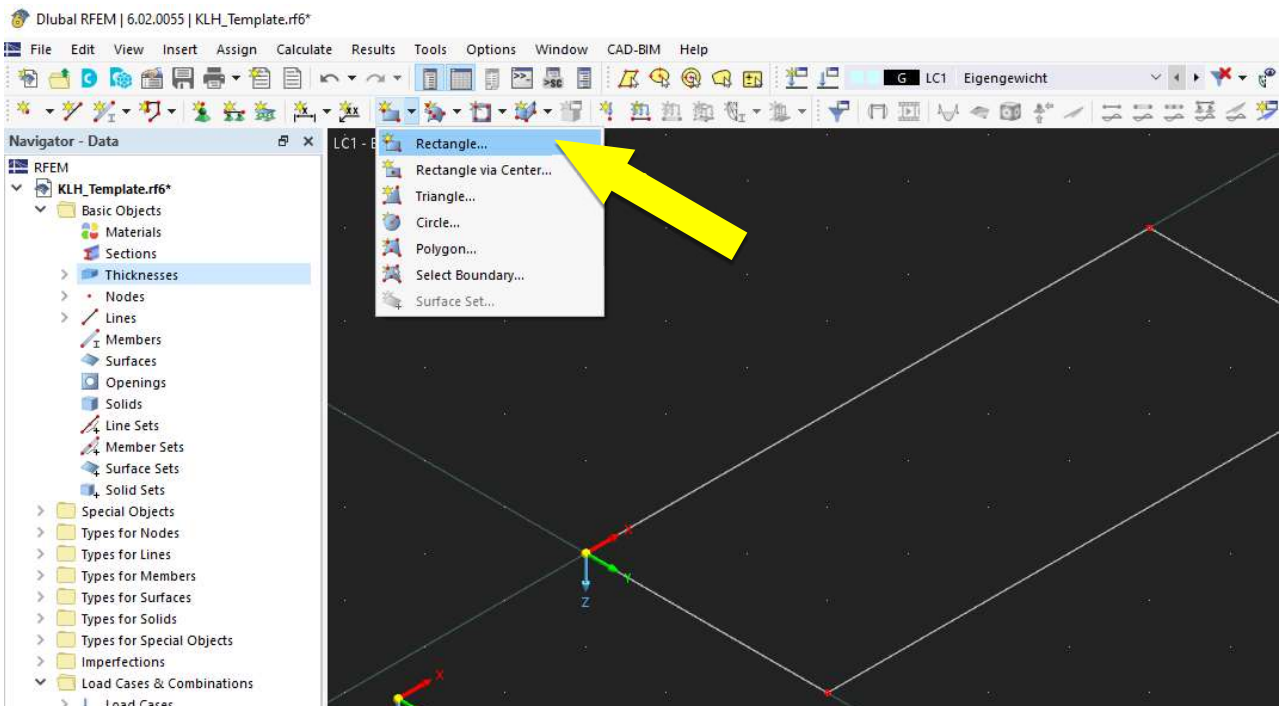 Dlubal RFEM | 6.02.0055 | KLH_Template.rf6*
File Edit View Insert Assign Calculate Results Tools Options Window CAD-BIM Help
G LC1 Eigengewicht
Navigator - Data
LC1 - E
RFEM
KLH_Template.rf6*
Basic Objects
Materials
Sections
Thicknesses
Nodes
Lines
Members
Surfaces
Openings
Solids
Line Sets
Member Sets
Surface Sets
Solid Sets
Special Objects
Types for Nodes
Types for Lines
Types for Members
Types for Surfaces
Types for Solids
Types for Special Objects
Imperfections
Load Cases & Combinations
Load Cases
Rectangle...
Rectangle via Center...
Triangle...
Circle...
Polygon...
Select Boundary...
Surface Set...
X
Y
Z
X